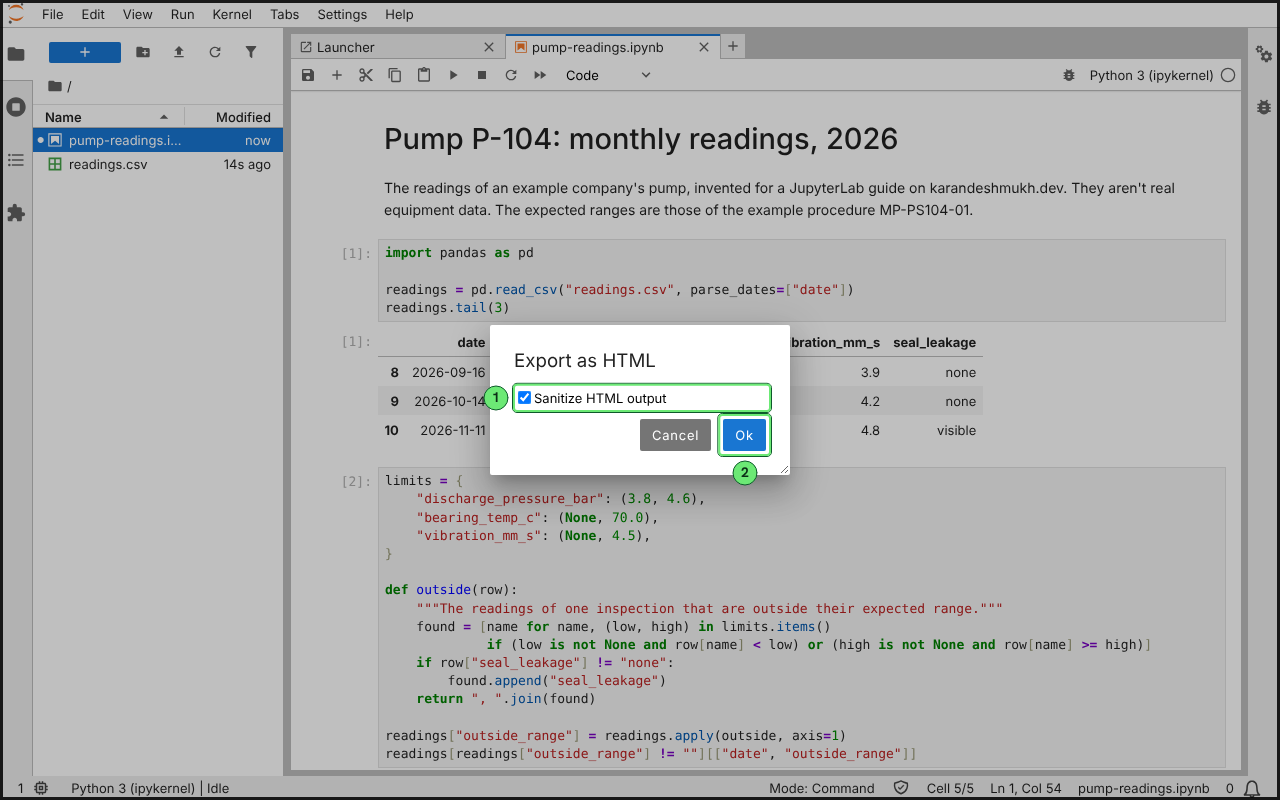 File Edit View Run Kernel Tabs Settings Help
Launcher
pump-readings.ipynb
Code
Python 3 (ipykernel)
/
Name Modified
pump-readings.i... now
readings.csv 14s ago
Pump P-104: monthly readings, 2026
The readings of an example company's pump, invented for a JupyterLab guide on karandeshmukh.dev. They aren't real
equipment data. The expected ranges are those of the example procedure MP-PS104-01.
[1]:
import pandas as pd
readings = pd.read_csv("readings.csv", parse_dates=["date"])
readings.tail(3)
[1]:
date bration_mm_s seal_leakage
8 2026-09-16 3.9 none
9 2026-10-14 4.2 none
10 2026-11-11 4.8 visible
Export as HTML
1
Sanitize HTML output
Cancel Ok
2
[2]:
limits = {
"discharge_pressure_bar": (3.8, 4.6),
"bearing_temp_c": (None, 70.0),
"vibration_mm_s": (None, 4.5),
}
def outside(row):
"""The readings of one inspection that are outside their expected range."""
found = [name for name, (low, high) in limits.items()
if (low is not None and row[name] < low) or (high is not None and row[name] >= high)]
if row["seal_leakage"] != "none":
found.append("seal_leakage")
return ", ".join(found)
readings["outside_range"] = readings.apply(outside, axis=1)
readings[readings["outside_range"] != ""][["date", "outside_range"]]
1 Python 3 (ipykernel) | Idle Mode: Command Cell 5/5 Ln 1, Col 54 pump-readings.ipynb 0